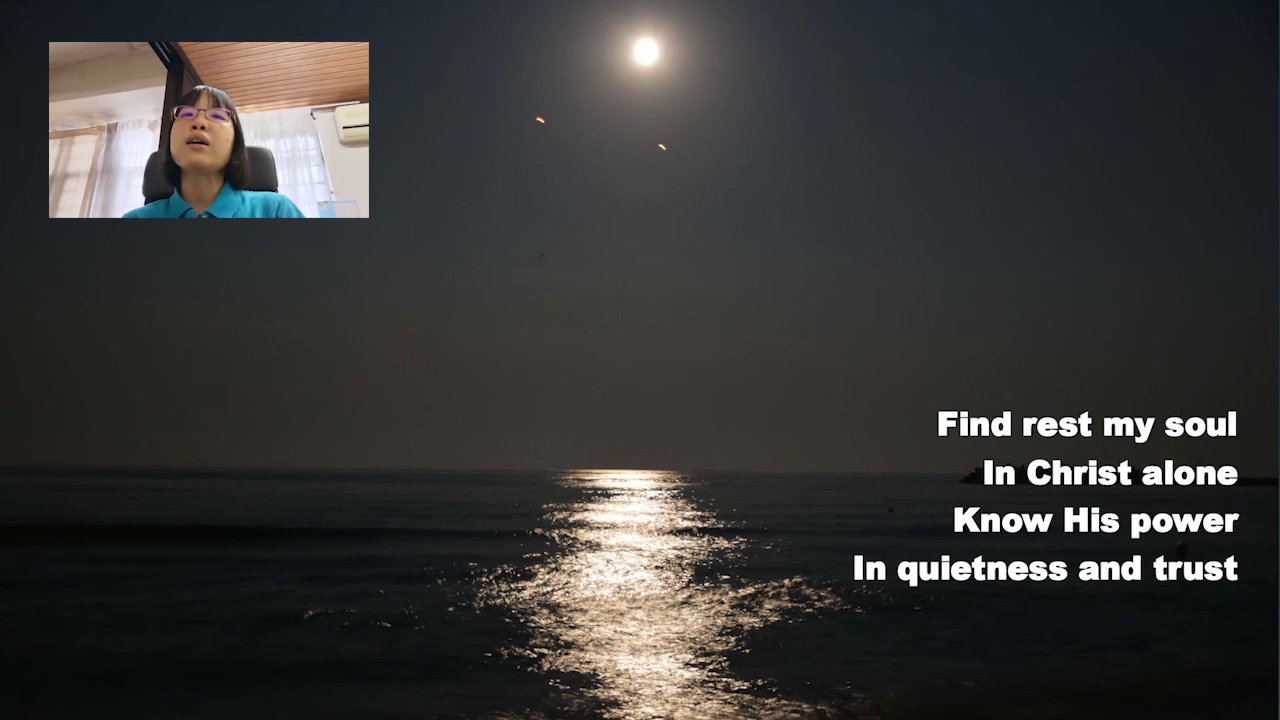 Find rest my soul
In Christ alone
Know His power
In quietness and trust